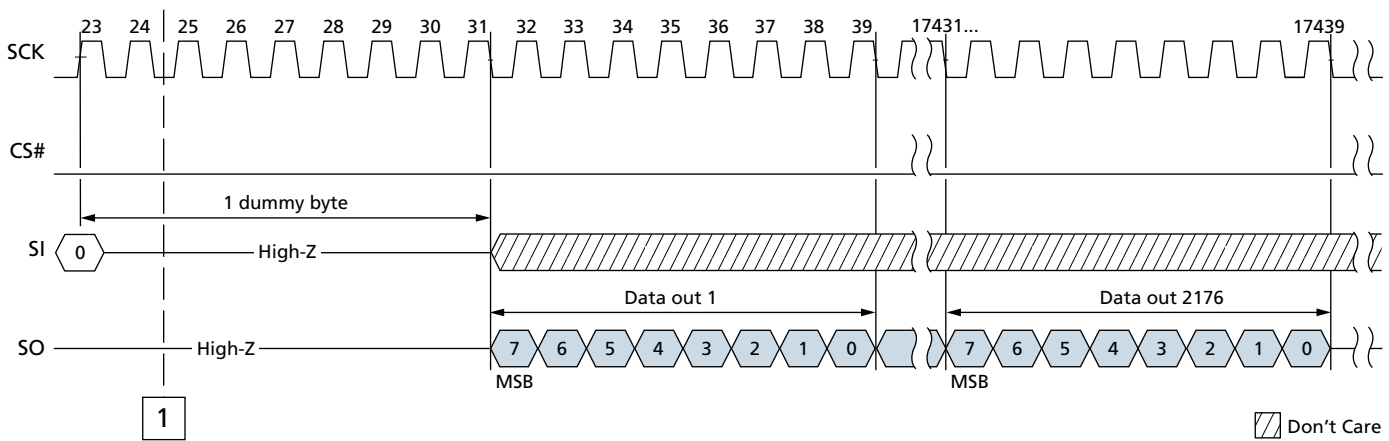 23 24 25 26 27 28 29 30 31 32 33 34 35 36 37 38 39 17431... 17439
SCK
CS#
1 dummy byte
SI 0 High-Z
Data out 1 Data out 2176
SO High-Z 7 6 5 4 3 2 1 0 7 6 5 4 3 2 1 0
MSB MSB
1
Don't Care